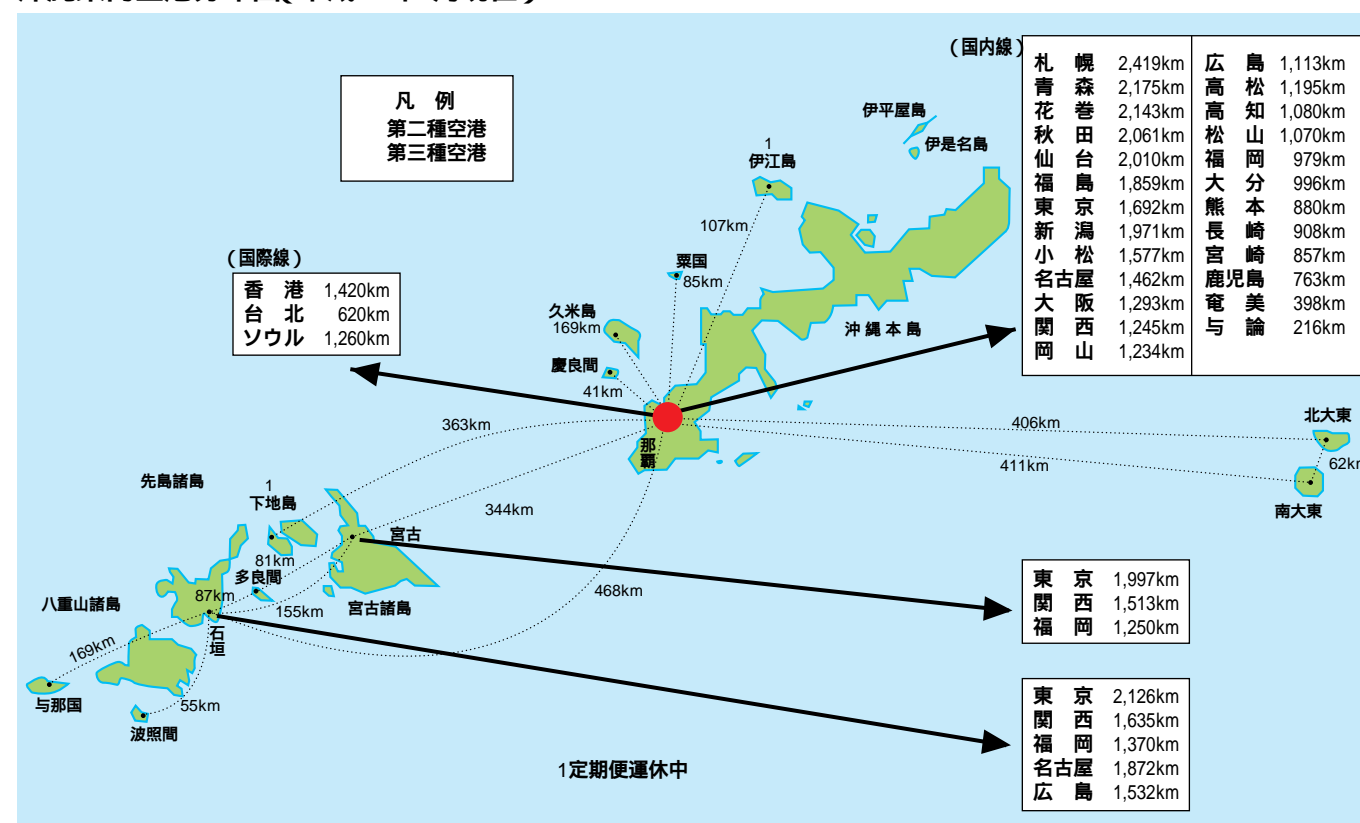 (国内線)
札幌 2,419km
青森 2,175km
花巻 2,143km
秋田 2,061km
仙台 2,010km
福島 1,859km
東京 1,692km
新潟 1,971km
小松 1,577km
名古屋 1,462km
大阪 1,293km
関西 1,245km
岡山 1,234km
広島 1,113km
高松 1,195km
高知 1,080km
松山 1,070km
福岡 979km
大分 996km
熊本 880km
長崎 908km
宮崎 857km
鹿児島 763km
奄美 398km
与論 216km
凡例
第二種空港
第三種空港
伊平屋島
伊是名島
1
伊江島
107km
(国際線)
香港 1,420km
台北 620km
ソウル 1,260km
粟国
85km
久米島
169km
沖縄本島
慶良間
41km
那覇
363km
406km
北大東
411km
62km
南大東
先島諸島
1
下地島
344km
宮古
81km
多良間
87km
155km
宮古諸島
468km
八重山諸島
石垣
169km
与那国
55km
波照間
東京 1,997km
関西 1,513km
福岡 1,250km
東京 2,126km
関西 1,635km
福岡 1,370km
名古屋 1,872km
広島 1,532km
1定期便運休中